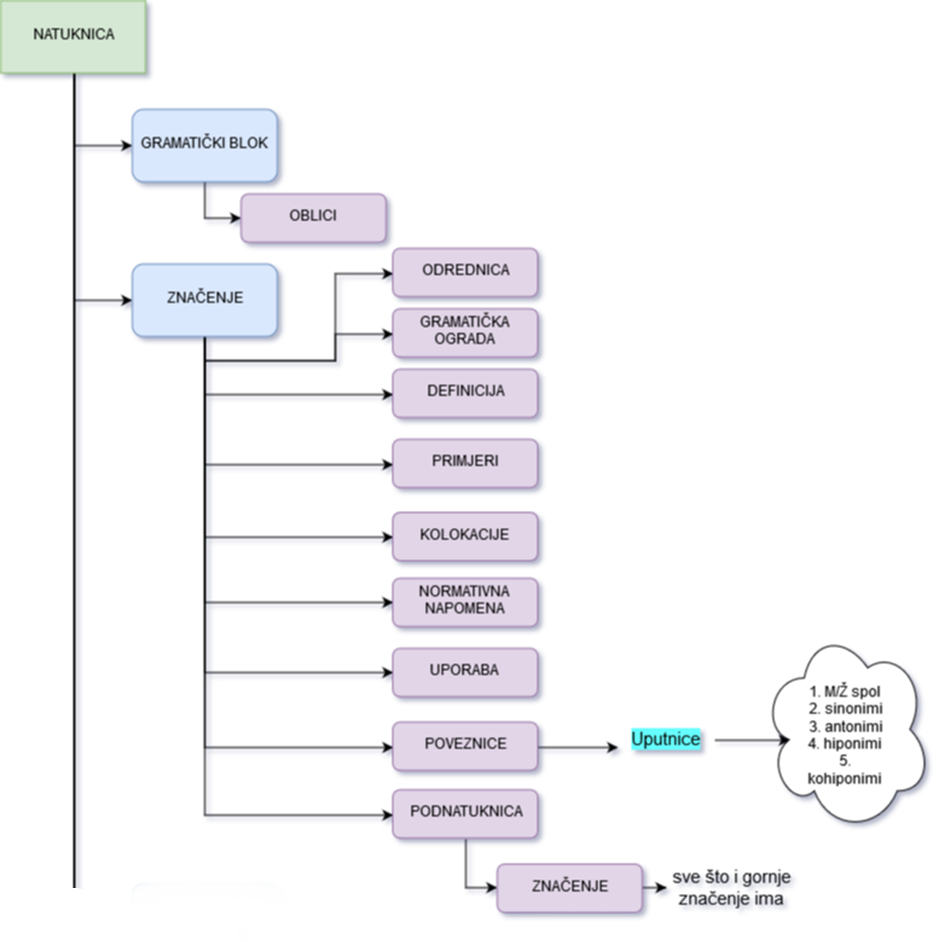 NATUKNICA
GRAMATIČKI BLOK
OBLICI
ZNAČENJE
ODREDNICA
GRAMATIČKA
OGRADA
DEFINICIJA
PRIMJERI
KOLOKACIJE
NORMATIVNA
NAPOMENA
UPORABA
POVEZNICE
Uputnice
1. M/Ž spol
2. sinonimi
3. antonimi
4. hiponimi
5.
kohiponimi
PODNATUKNICA
ZNAČENJE
sve što i gornje
značenje ima